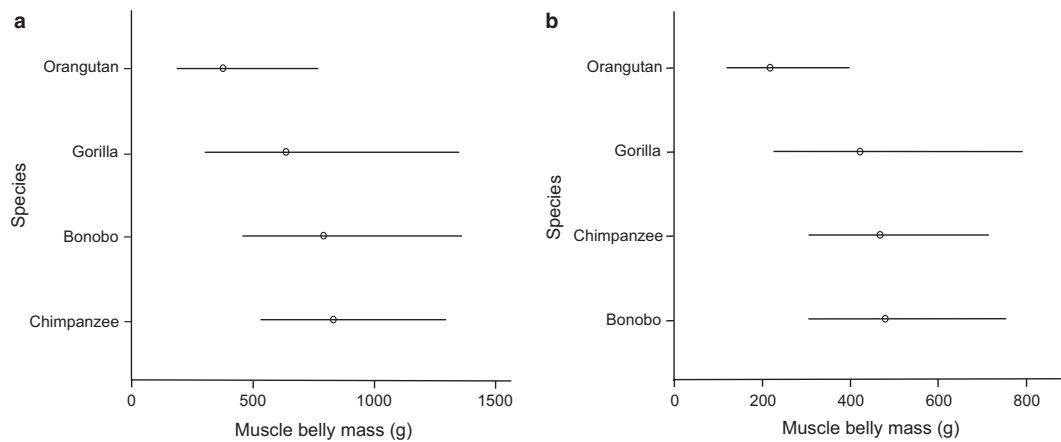 a
Species
Orangutan
Gorilla
Bonobo
Chimpanzee
0 500 1000 1500
Muscle belly mass (g)
b
Species
Orangutan
Gorilla
Chimpanzee
Bonobo
0 200 400 600 800
Muscle belly mass (g)